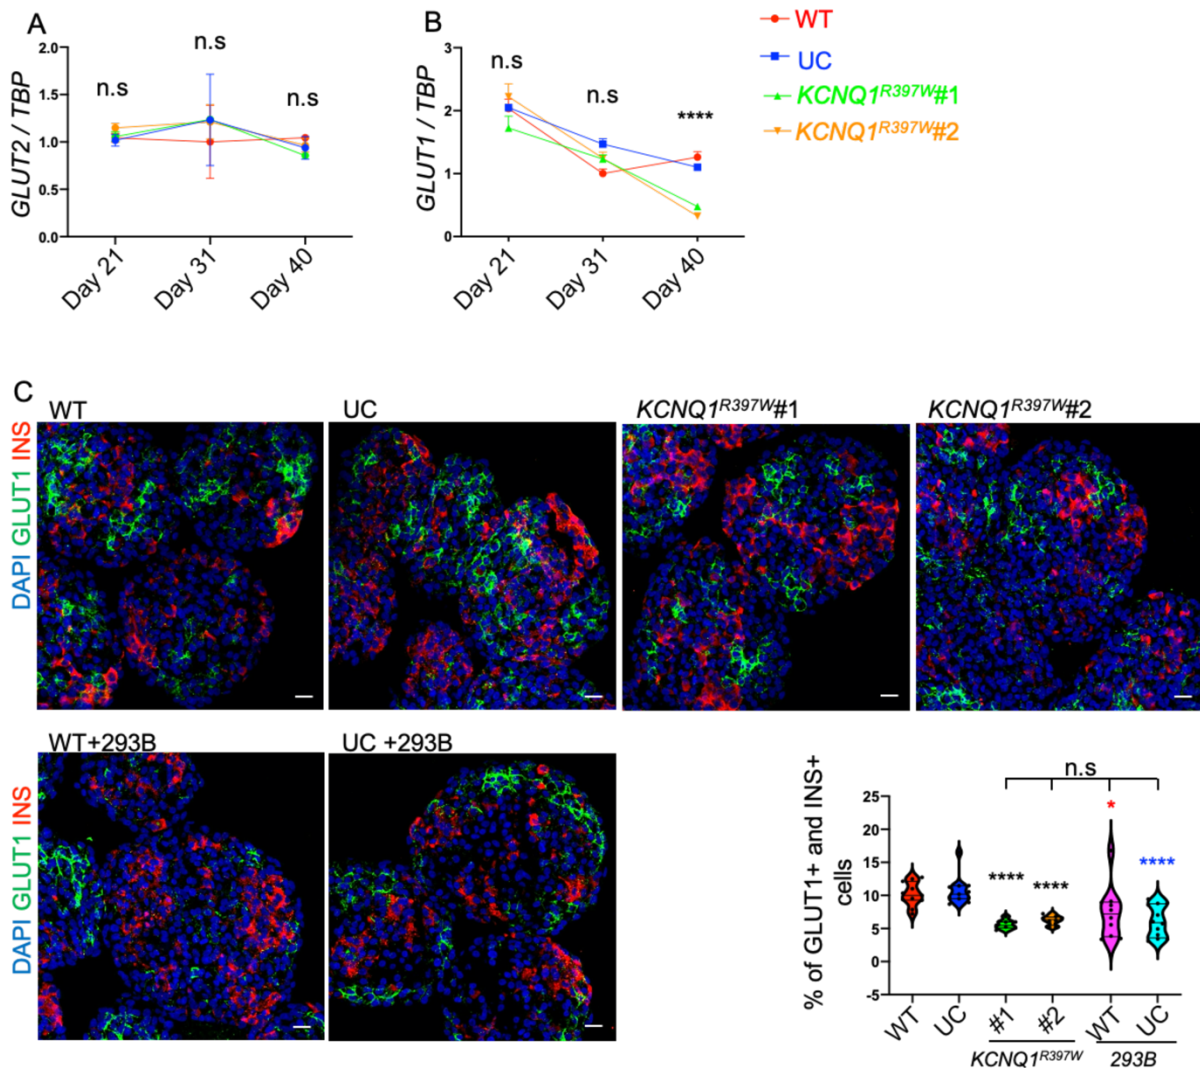 A
B
WT
UC
KCNQ1R397W#1
KCNQ1R397W#2
GLUT2 / TBP
2.0
1.5
1.0
0.5
0.0
n.s
n.s
n.s
Day 21
Day 31
Day 40
GLUT1 / TBP
3
2
1
0
n.s
n.s
****
Day 21
Day 31
Day 40
C
WT
UC
KCNQ1R397W#1
KCNQ1R397W#2
DAPI GLUT1 INS
WT+293B
UC +293B
DAPI GLUT1 INS
% of GLUT1+ and INS+
cells
25
20
15
10
5
0
-5
n.s
****
****
*
****
WT
UC
#1
#2
WT
UC
KCNQ1R397W
293B